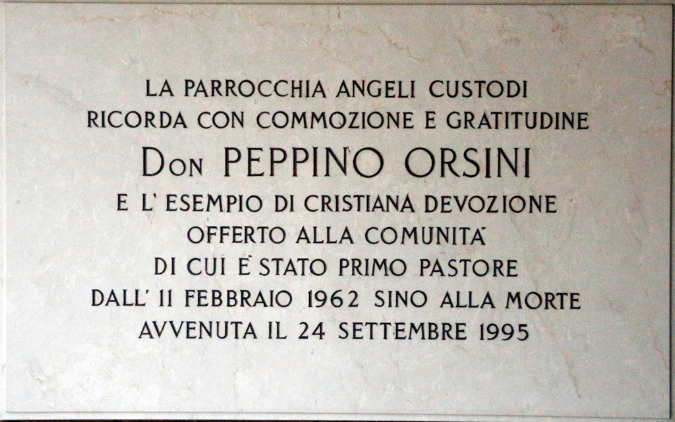 LA PARROCCHIA ANGELI CUSTODI
RICORDA CON COMMOZIONE E GRATITUDINE
DON PEPPINO ORSINI
E L' ESEMPIO DI CRISTIANA DEVOZIONE
OFFERTO ALLA COMUNITÁ
DI CUI E' STATO PRIMO PASTORE
DALL' 11 FEBBRAIO 1962 SINO ALLA MORTE
AVVENUTA IL 24 SETTEMBRE 1995